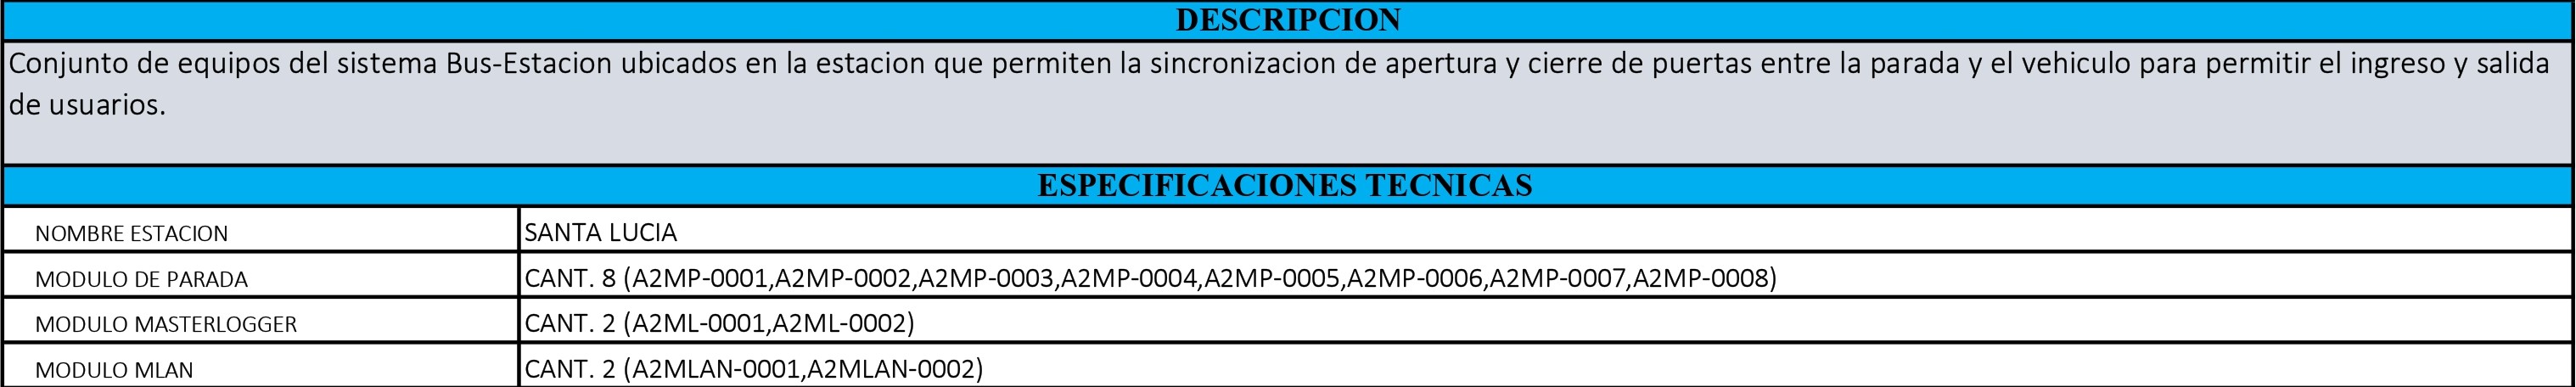 DESCRIPCION
Conjunto de equipos del sistema Bus-Estacion ubicados en la estacion que permiten la sincronizacion de apertura y cierre de puertas entre la parada y el vehiculo para permitir el ingreso y salida
de usuarios.
ESPECIFICACIONES TECNICAS
NOMBRE ESTACION SANTA LUCIA
MODULO DE PARADA CANT. 8 (A2MP-0001,A2MP-0002,A2MP-0003,A2MP-0004,A2MP-0005,A2MP-0006,A2MP-0007,A2MP-0008)
MODULO MASTERLOGGER CANT. 2 (A2ML-0001,A2ML-0002)
MODULO MLAN CANT. 2 (A2MLAN-0001,A2MLAN-0002)